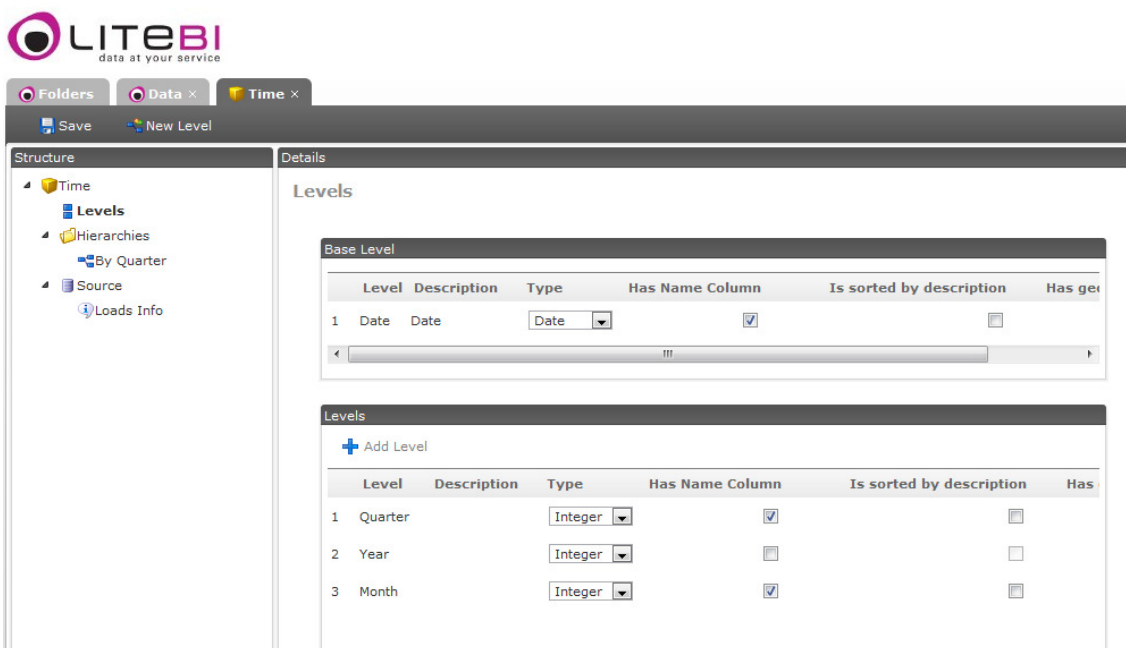 LITEBI
data at your service
Folders Data × Time ×
Save New Level
Structure
Time
Levels
Hierarchies
By Quarter
Source
Loads Info
Details
Levels
Base Level
Level Description Type Has Name Column Is sorted by description Has geo
1 Date Date Date
Levels
Add Level
Level Description Type Has Name Column Is sorted by description Has
1 Quarter Integer
2 Year Integer
3 Month Integer